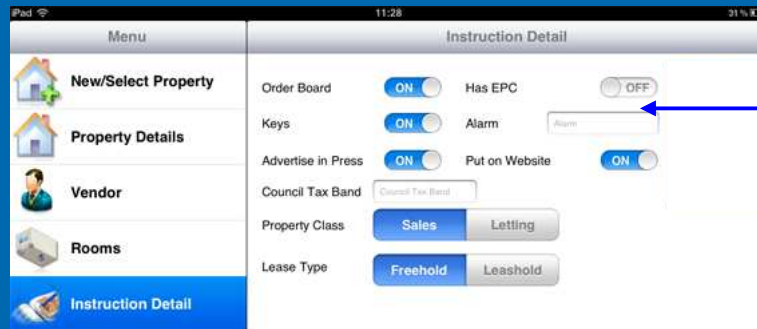 iPad 11:28 31%
Menu
Instruction Detail
New/Select Property
Property Details
Vendor
Rooms
Instruction Detail
Order Board ON Has EPC OFF
Keys ON Alarm Alarm
Advertise in Press ON Put on Website ON
Council Tax Band Council Tax Band
Property Class Sales Letting
Lease Type Freehold Leashold